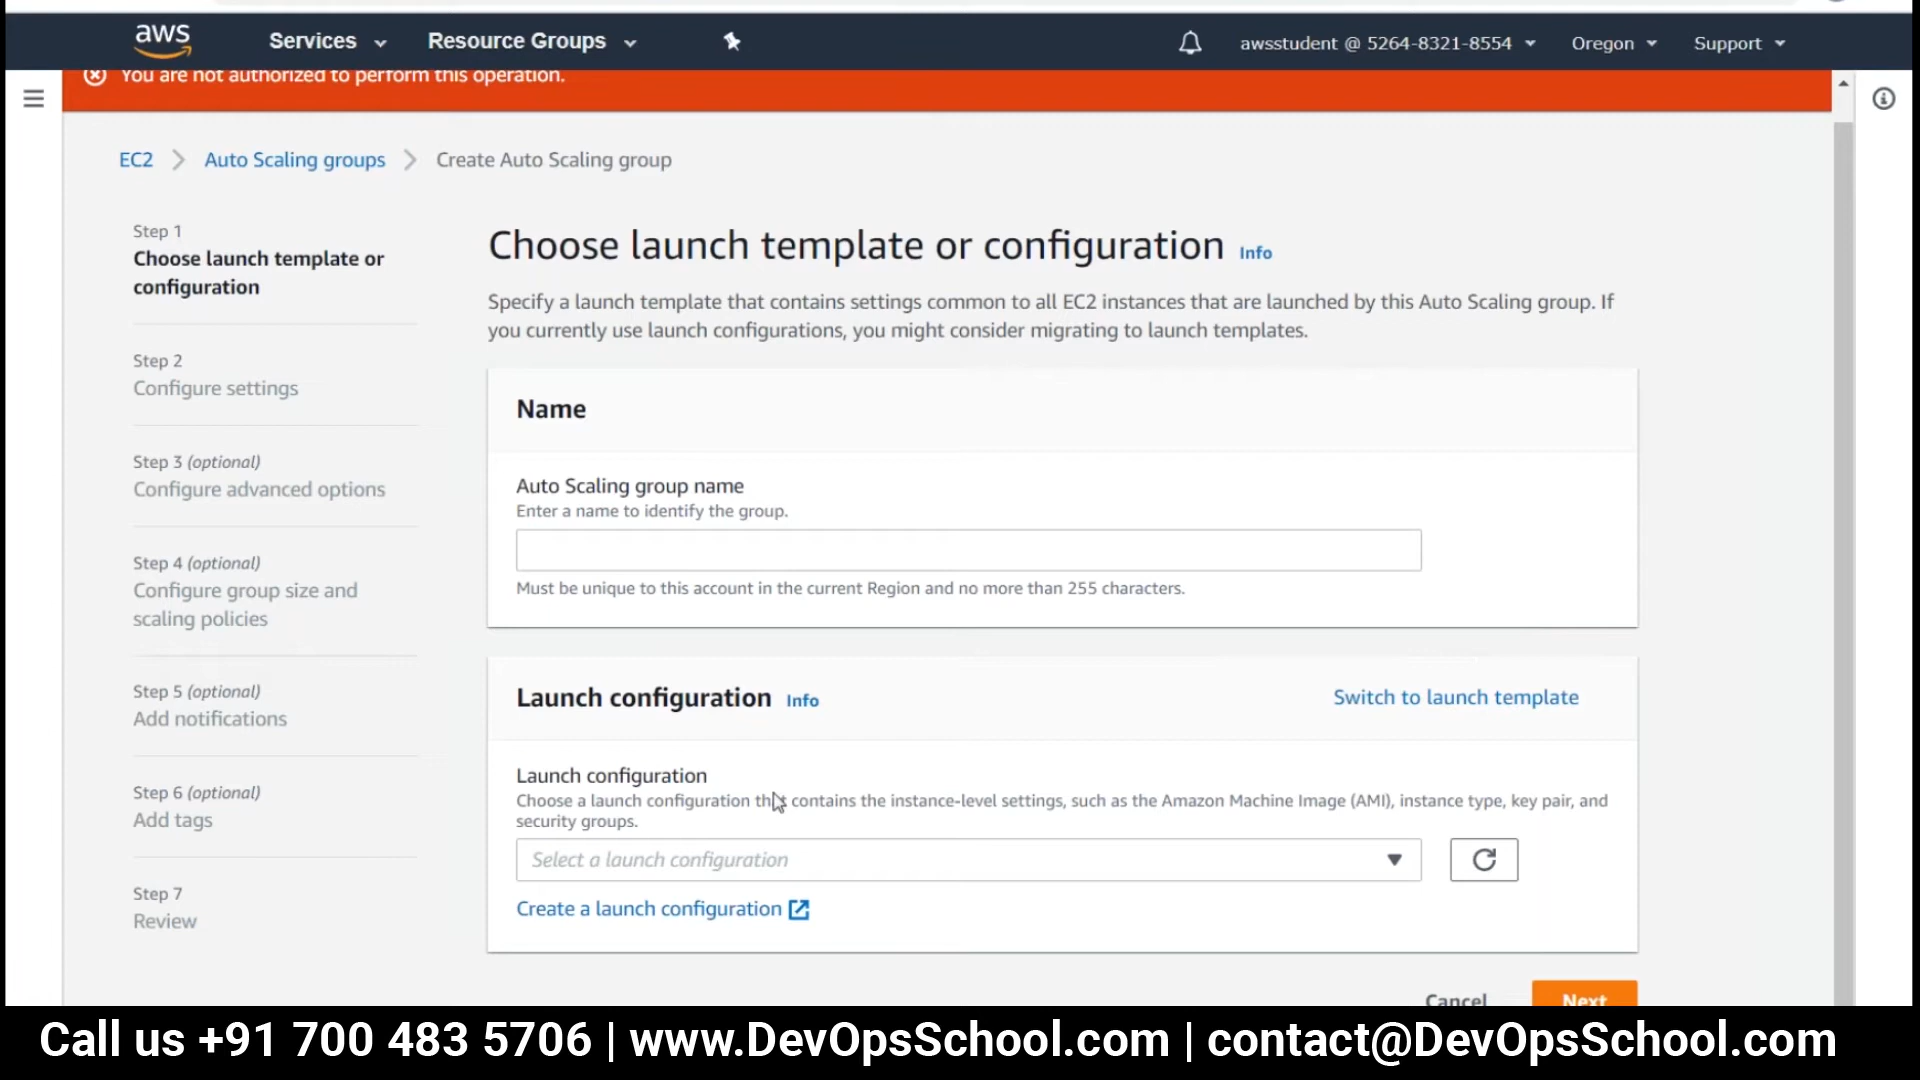 aws
Services
Resource Groups
awsstudent @ 5264-8321-8554
Oregon
Support
You are not authorized to perform this operation.
EC2
Auto Scaling groups
Create Auto Scaling group
Step 1
Choose launch template or
configuration
Step 2
Configure settings
Step 3 (optional)
Configure advanced options
Step 4 (optional)
Configure group size and
scaling policies
Step 5 (optional)
Add notifications
Step 6 (optional)
Add tags
Step 7
Review
Choose launch template or configuration Info
Specify a launch template that contains settings common to all EC2 instances that are launched by this Auto Scaling group. If
you currently use launch configurations, you might consider migrating to launch templates.
Name
Auto Scaling group name
Enter a name to identify the group.
Must be unique to this account in the current Region and no more than 255 characters.
Launch configuration Info
Switch to launch template
Launch configuration
Choose a launch configuration that contains the instance-level settings, such as the Amazon Machine Image (AMI), instance type, key pair, and
security groups.
Select a launch configuration
Create a launch configuration
Cancel
Next
Call us +91 700 483 5706 | www.DevOpsSchool.com | contact@DevOpsSchool.com